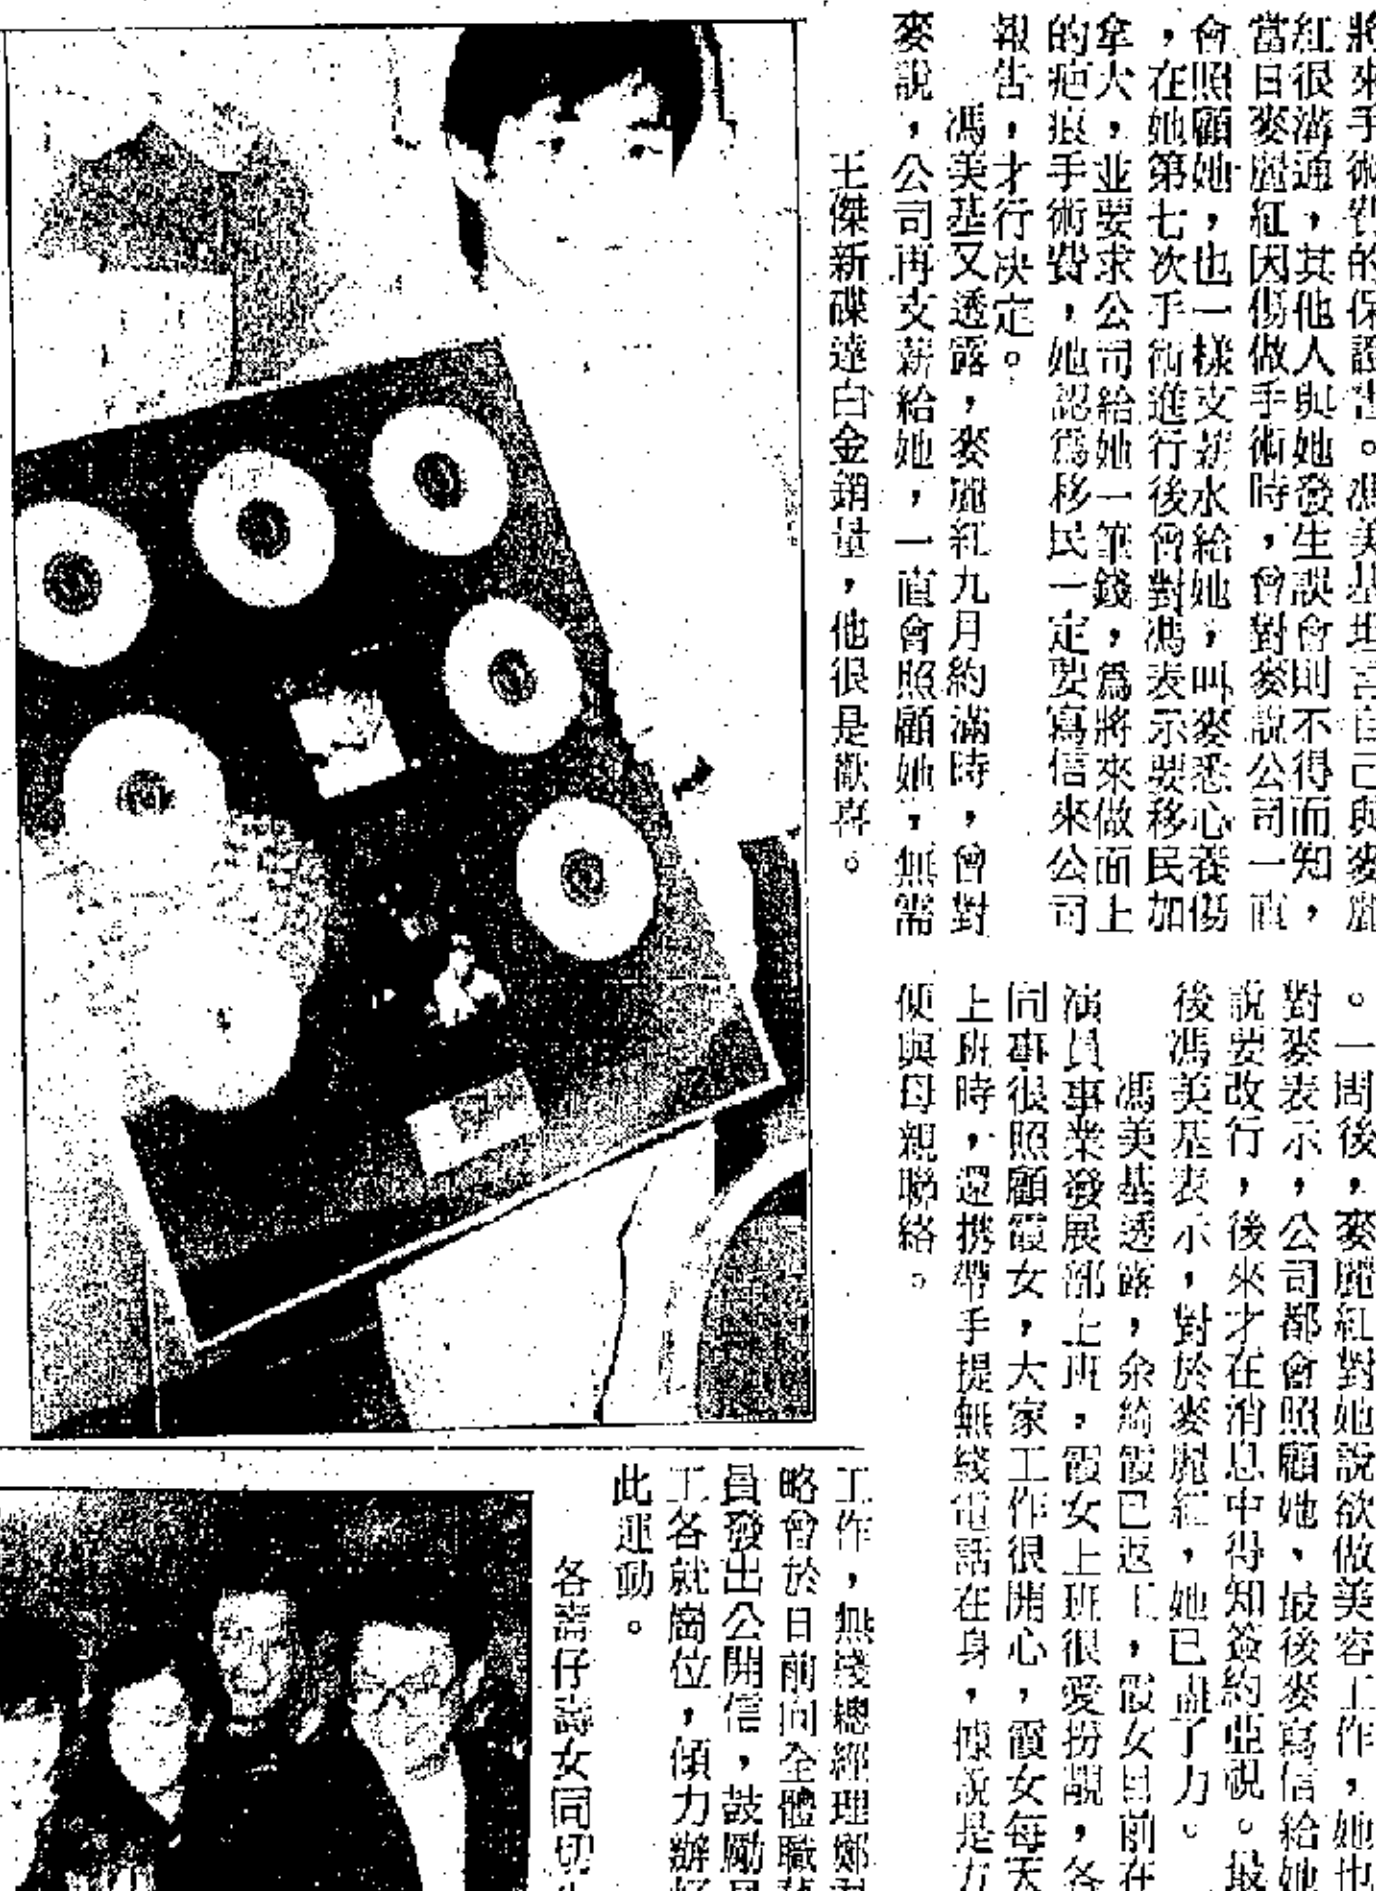 將來手術費的保證書。馮美基坦言自己與麥麗
紅很溝通，其他人與她發生誤會則不得而知，
當日麥麗紅因傷做手術時，曾對麥說公司一直
會照顧她，也一樣支薪水給她，叫麥悉心養傷
，在她第七次手術進行後曾對馮表示要移民加
拿大，並要求公司給她一筆錢，爲將來做面上
的疤痕手術費，她認爲移民一定要寫信來公司
報告，才行決定。
馮美基又透露，麥麗紅九月約滿時，曾對
麥說，公司再支薪給她，一直會照顧她，無需
王傑新碟達白金銷量，他很是歡喜。
。一周後，麥麗紅對她說欲做美容工作，她也
對麥表示，公司都會照顧她，最後麥寫信給她
說要改行，後來才在消息中得知簽約亞視。最
後馮美基表示，對於麥麗紅，她已盡了力。
馮美基透露，余綺霞已返工，霞女目前在
演員事業發展部上班，霞女上班很愛扮靚，各
同事很照顧霞女，大家工作很開心，霞女每天
上班時，還携帶手提無綫電話在身，據說是方
便與母親聯絡。
工作，無綫總經理鄭
略曾於日前向全體職藝
員發出公開信，鼓勵員
工各就崗位，傾力辦好
此運動。
各壽仔壽女同切